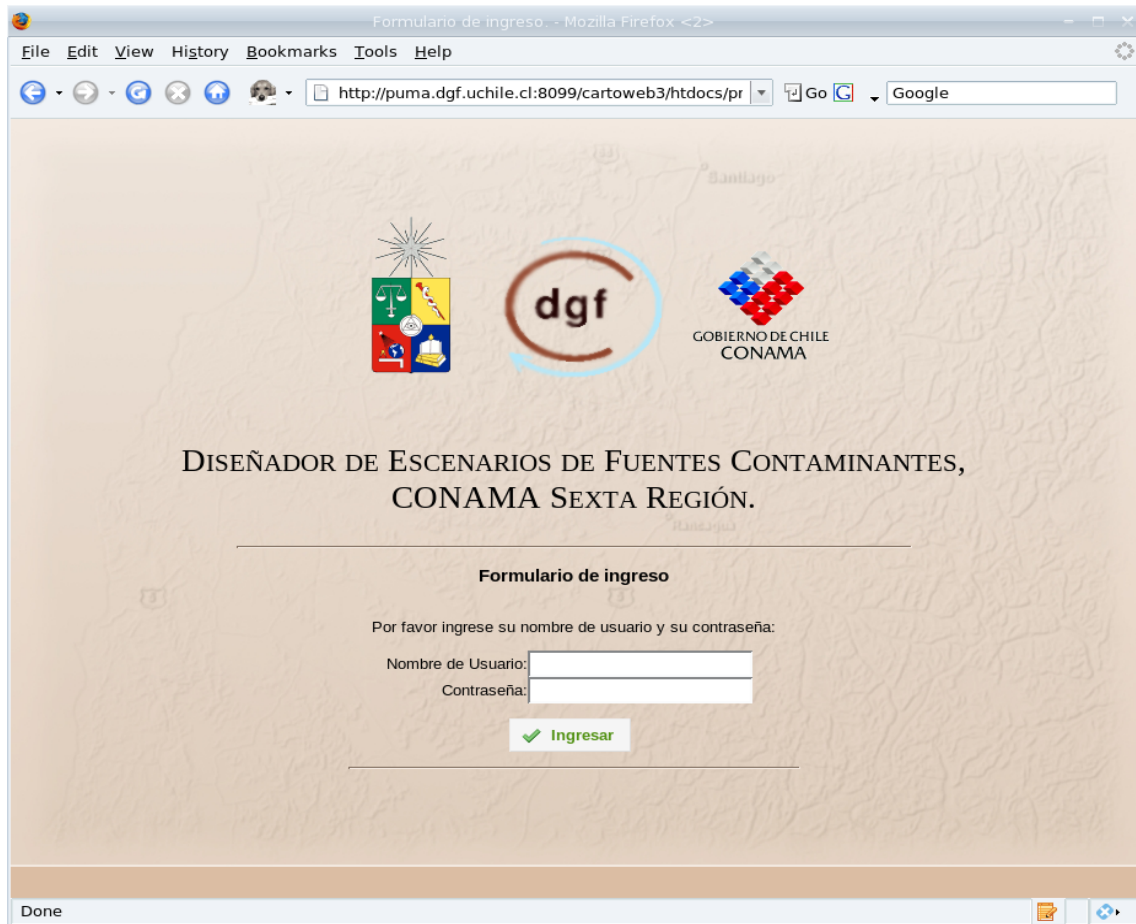 Formulario de ingreso. - Mozilla Firefox <2>
File Edit View History Bookmarks Tools Help
http://puma.dgf.uchile.cl:8099/cartoweb3/htdocs/pr Go G Google
Santiago
dgf
GOBIERNO DE CHILE
CONAMA
DISEÑADOR DE ESCENARIOS DE FUENTES CONTAMINANTES,
CONAMA SEXTA REGIÓN.
Rancagua
Formulario de ingreso
Por favor ingrese su nombre de usuario y su contraseña:
Nombre de Usuario:
Contraseña:
Ingresar
Done